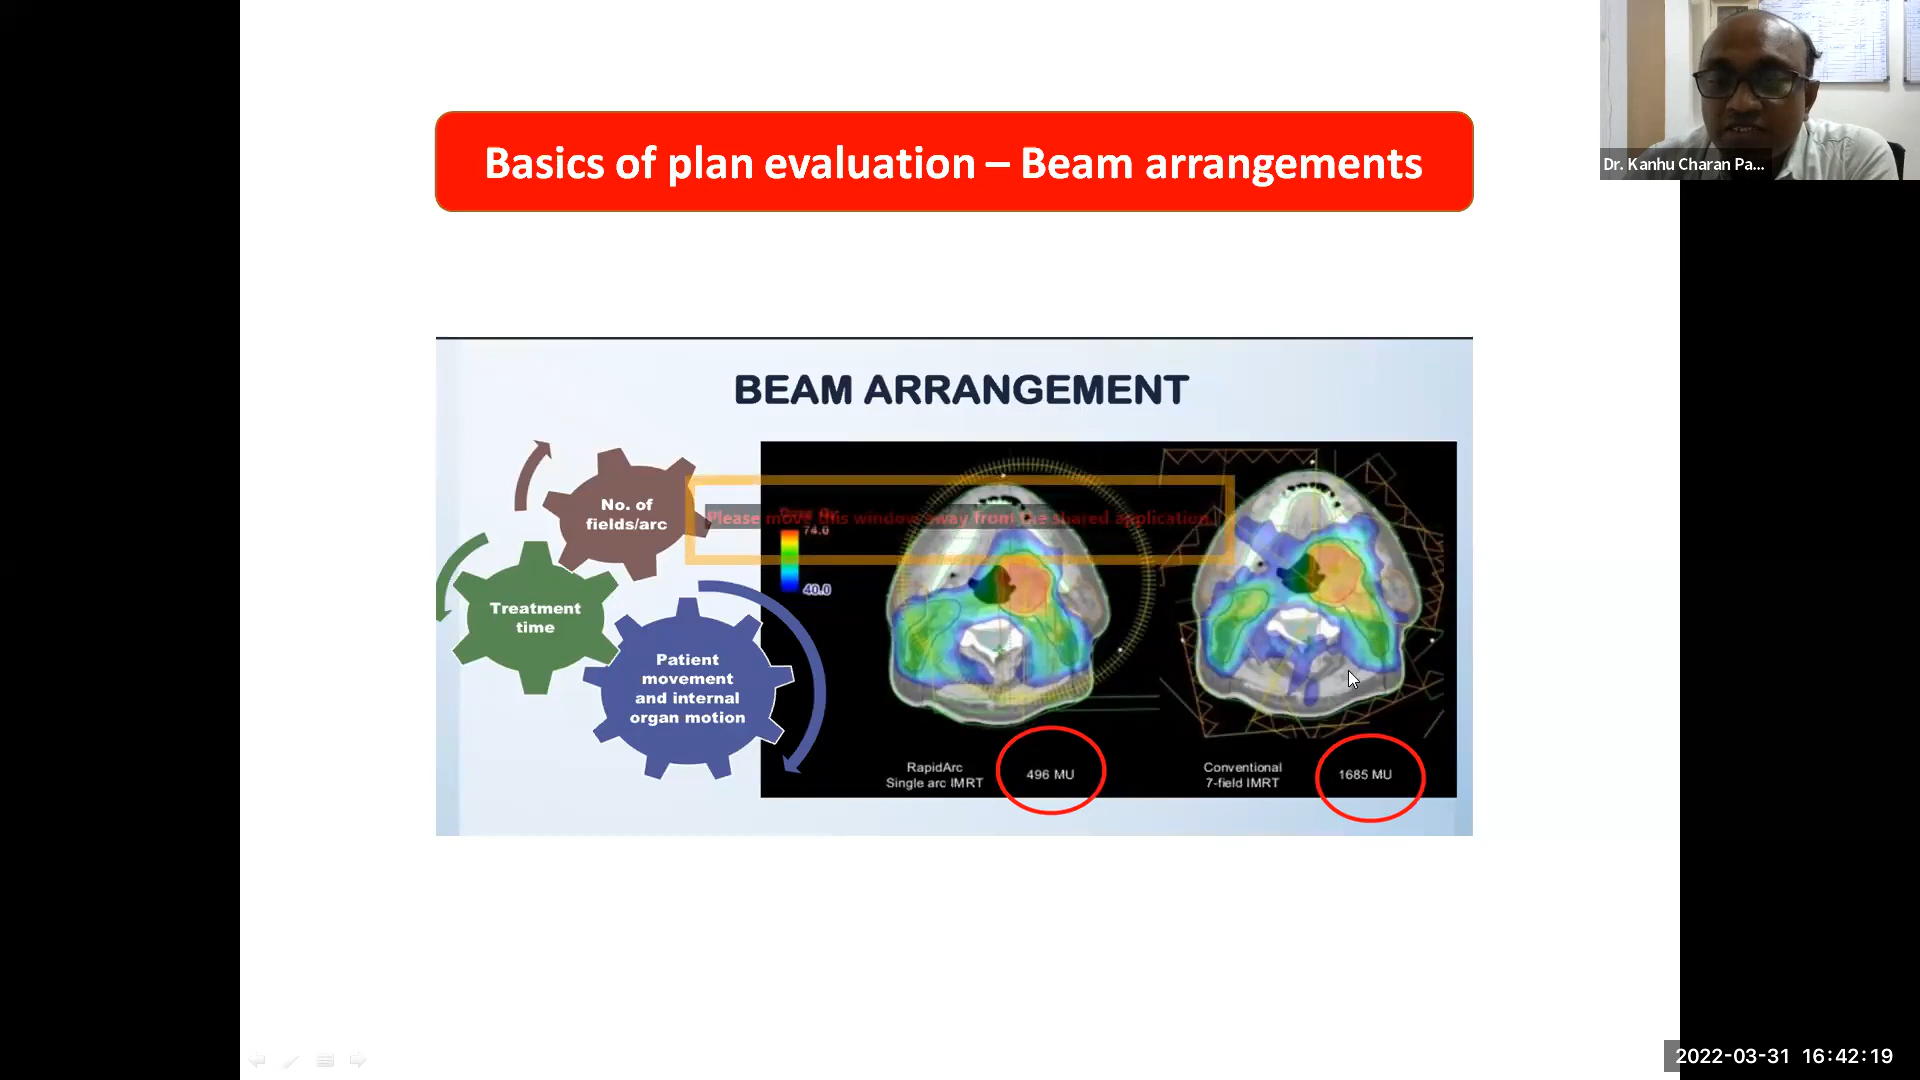 Basics of plan evaluation – Beam arrangements
Dr. Kanhu Charan Pa...
BEAM ARRANGEMENT
No. of
fields/arc
Treatment
time
Patient
movement
and internal
organ motion
Please move this window away from the shared application.
74.0
40.0
RapidArc
Single arc IMRT
496 MU
Conventional
7-field IMRT
1685 MU
2022-03-31 16:42:19